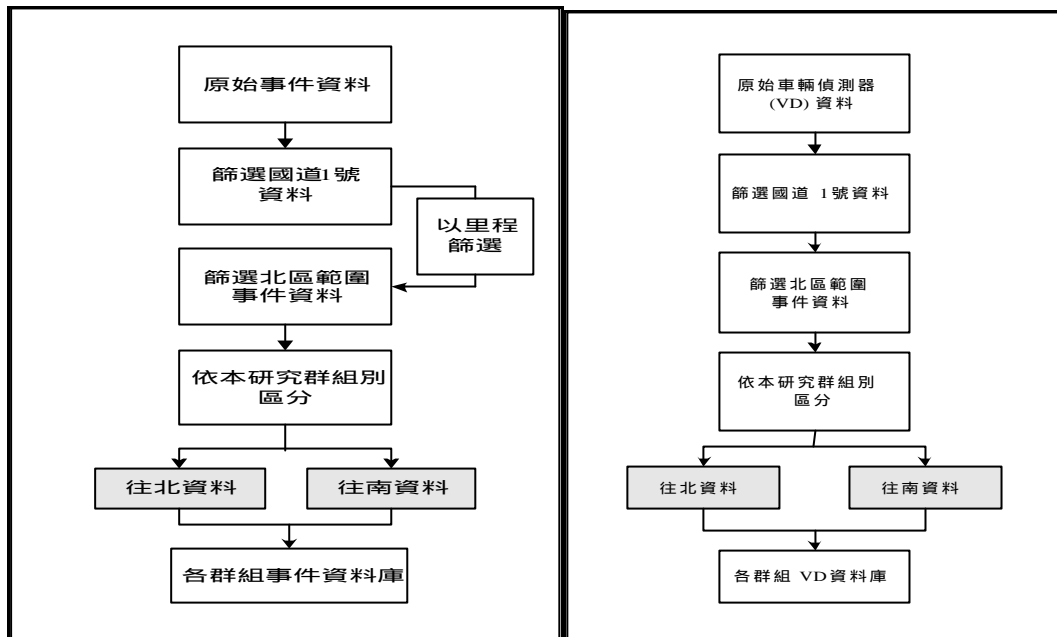 原始事件資料
篩選國道1號
資料
以里程
篩選
篩選北區範圍
事件資料
依本研究群組別
區分
往北資料
往南資料
各群組事件資料庫
原始車輛偵測器
(VD) 資料
篩選國道 1號資料
篩選北區範圍
事件資料
依本研究群組別
區分
往北資料
往南資料
各群組 VD資料庫